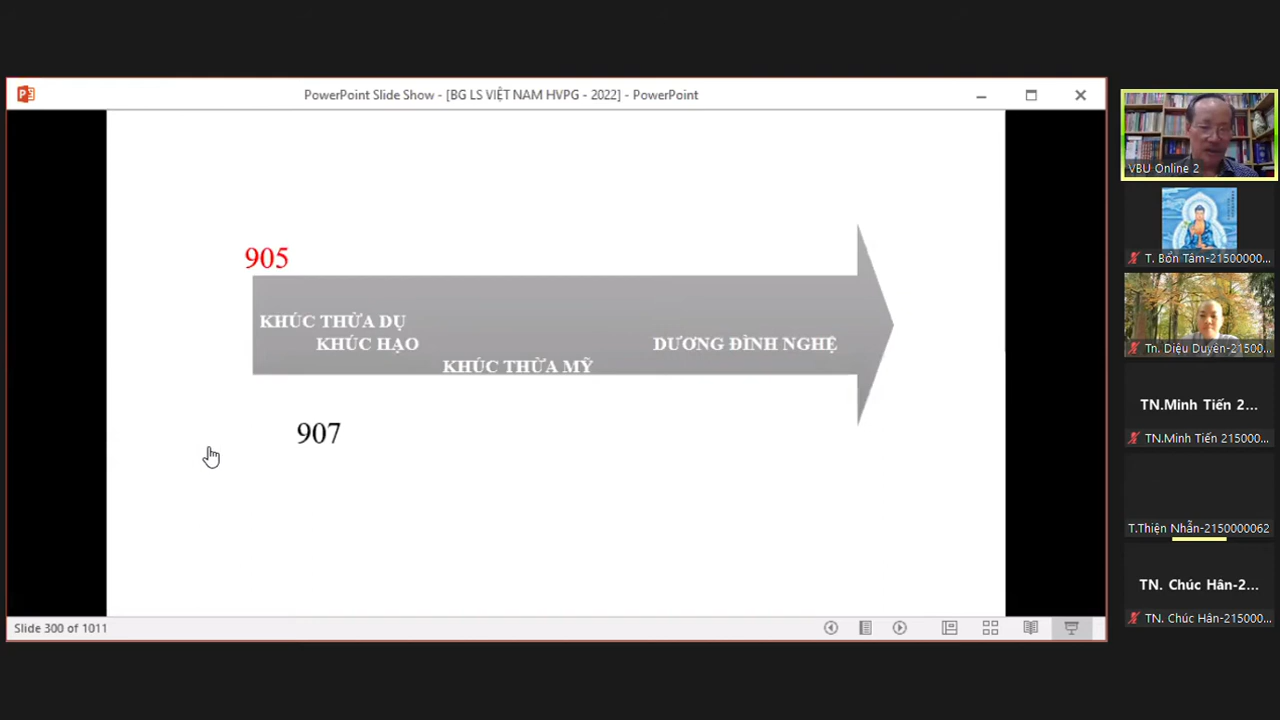 PowerPoint Slide Show - [BG LS VIỆT NAM HVPG - 2022] - PowerPoint
905
KHÚC THỪA DỤ
KHÚC HẠO
DƯƠNG ĐÌNH NGHỆ
KHÚC THỪA MỸ
907
Slide 300 of 1011
VBU Online 2
T. Bổn Tâm-21500000...
Tn. Diệu Duyên-21500...
TN.Minh Tiến 2...
TN.Minh Tiến 215000...
T.Thiện Nhẫn-2150000062
TN. Chúc Hân-2...
TN. Chúc Hân-215000...